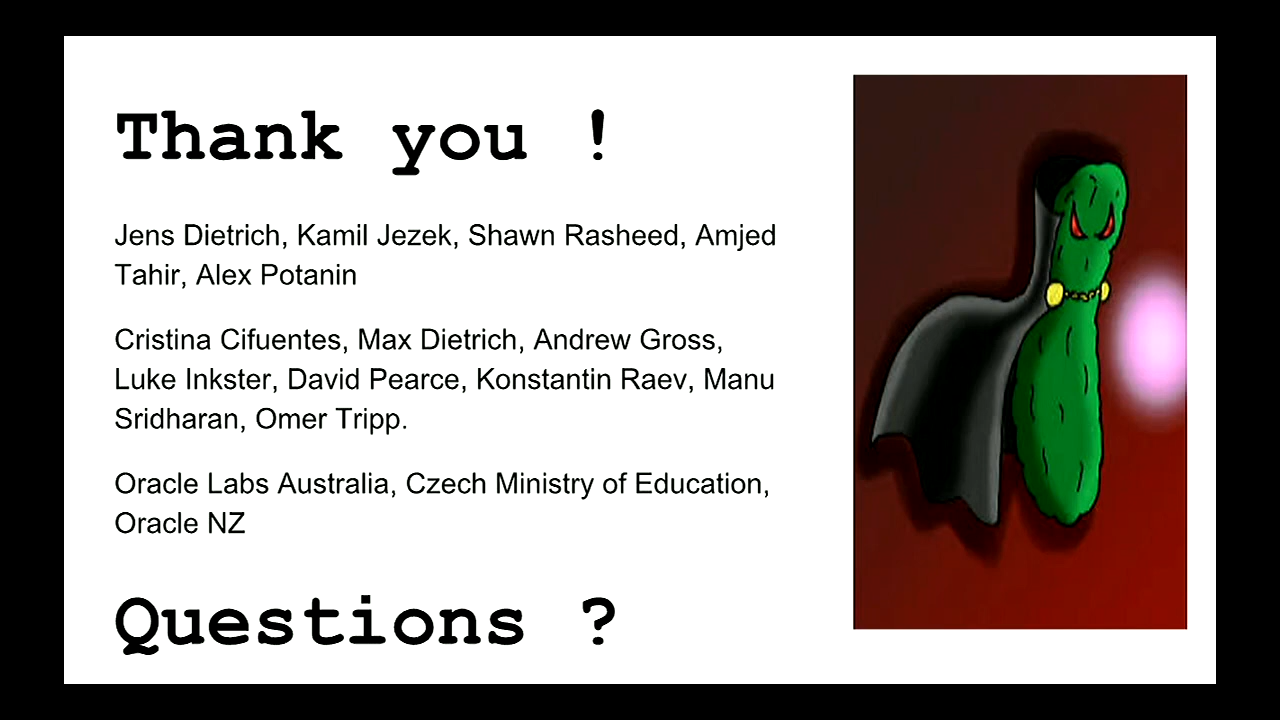 Thank you !
Jens Dietrich, Kamil Jezek, Shawn Rasheed, Amjed
Tahir, Alex Potanin
Cristina Cifuentes, Max Dietrich, Andrew Gross,
Luke Inkster, David Pearce, Konstantin Raev, Manu
Sridharan, Omer Tripp.
Oracle Labs Australia, Czech Ministry of Education,
Oracle NZ
Questions ?